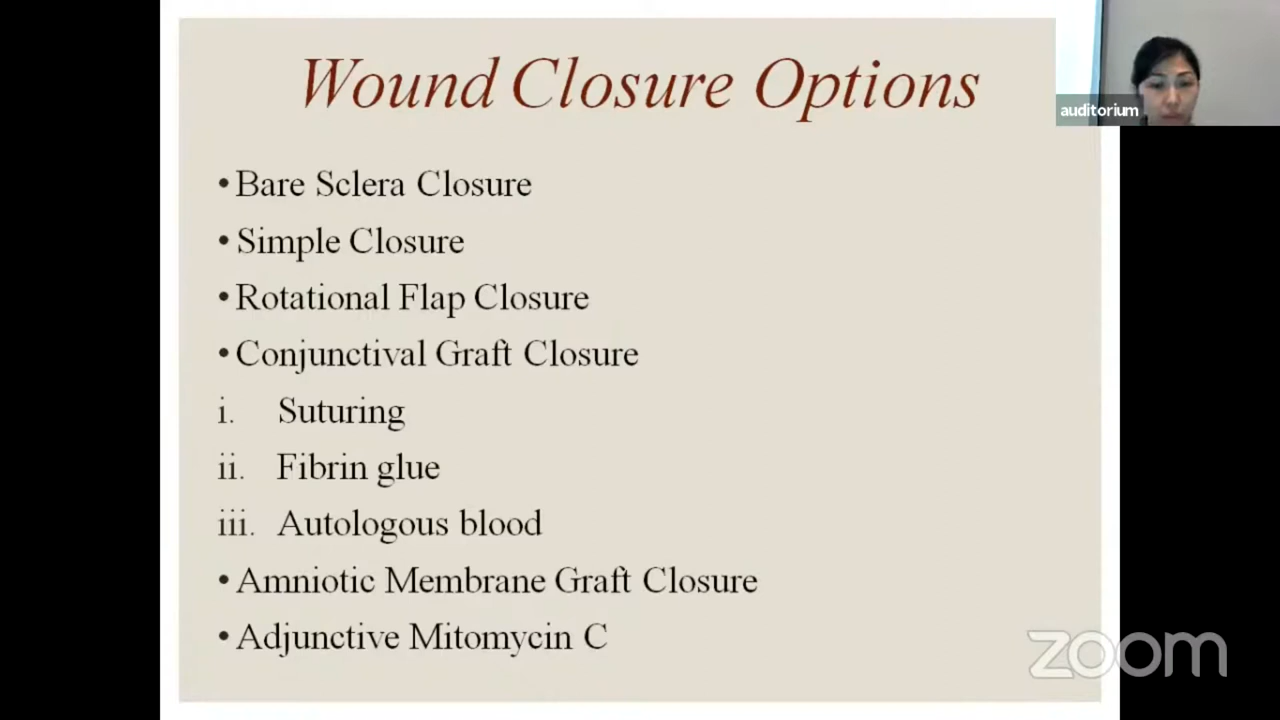 Wound Closure Options
auditorium
•Bare Sclera Closure
•Simple Closure
•Rotational Flap Closure
•Conjunctival Graft Closure
i. Suturing
ii. Fibrin glue
iii. Autologous blood
•Amniotic Membrane Graft Closure
•Adjunctive Mitomycin C
zoom